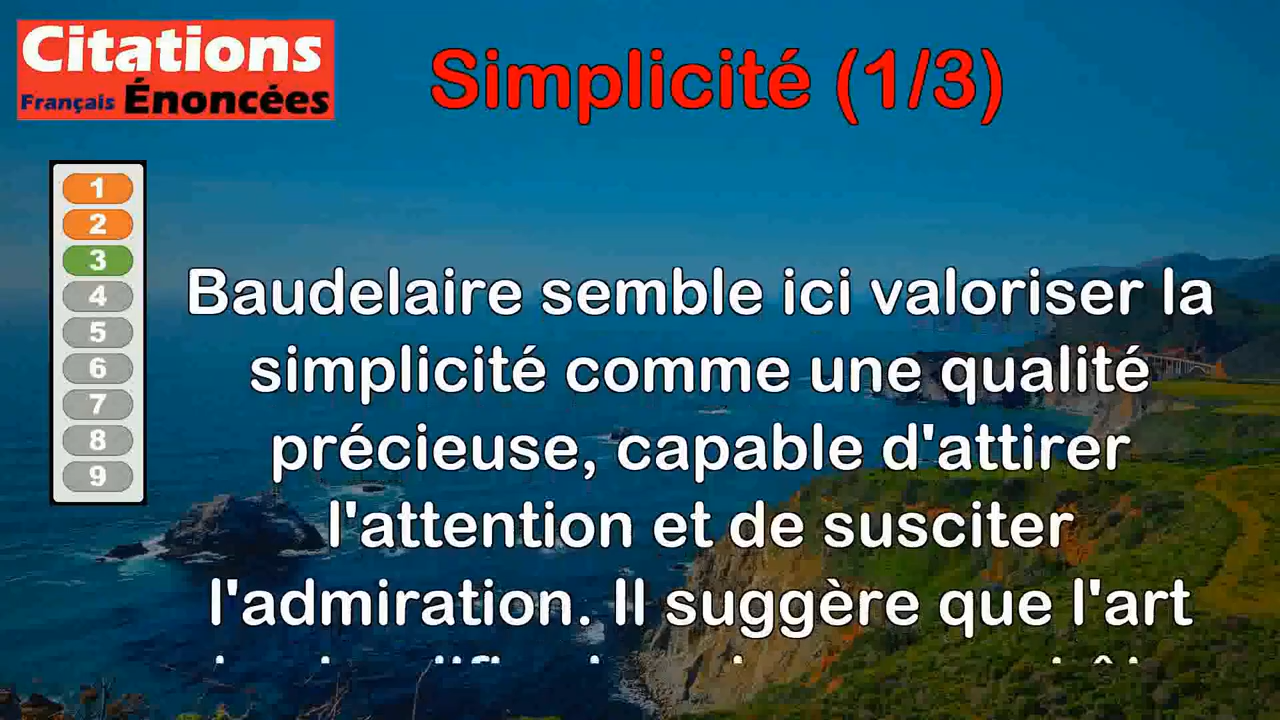 Citations
Français Énoncées
Simplicité (1/3)
1
2
3
4
5
6
7
8
9
Baudelaire semble ici valoriser la
simplicité comme une qualité
précieuse, capable d'attirer
l'attention et de susciter
l'admiration. Il suggère que l'art